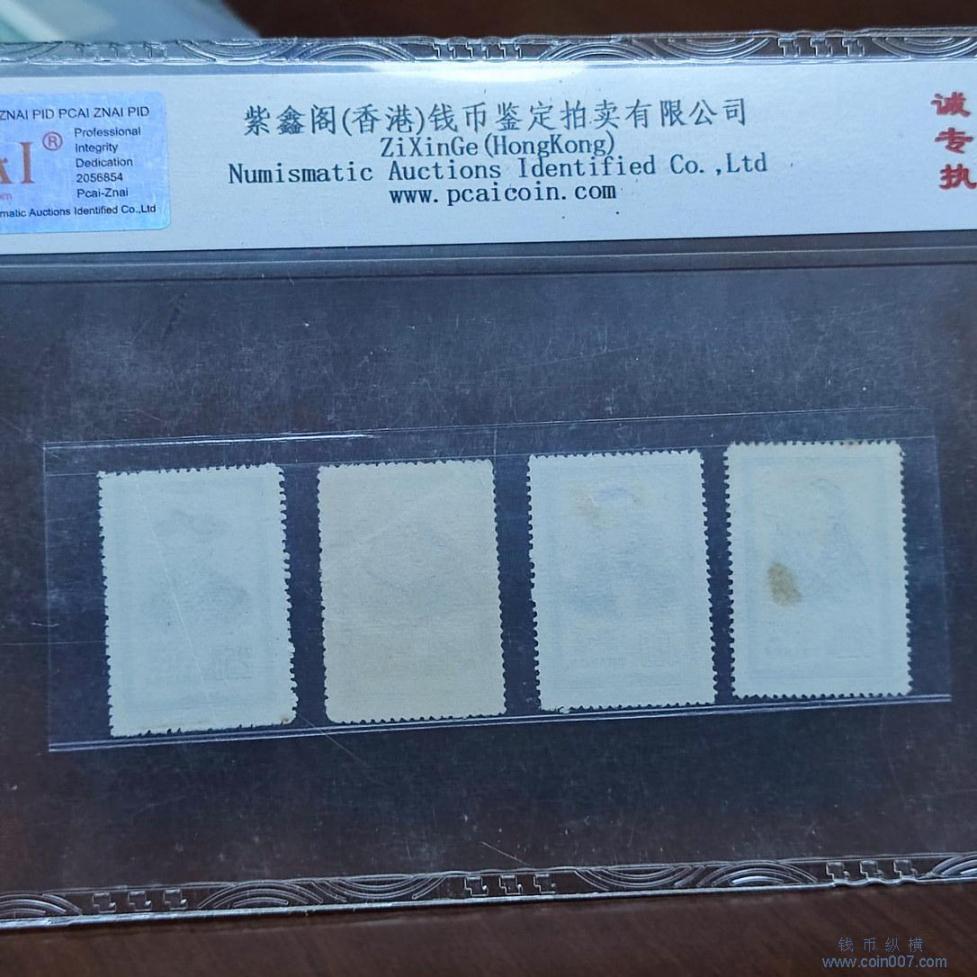 ZNAI PID PCAI ZNAI PID
AI®
Professional
Integrity
Dedication
2056854
Pcai-Znai
matic Auctions Identified Co.,Ltd
紫鑫阁(香港)钱币鉴定拍卖有限公司
ZiXinGe(HongKong)
Numismatic Auctions Identified Co.,Ltd
www.pcaicoin.com
诚
专
执
钱币纵横
www.coin007.com